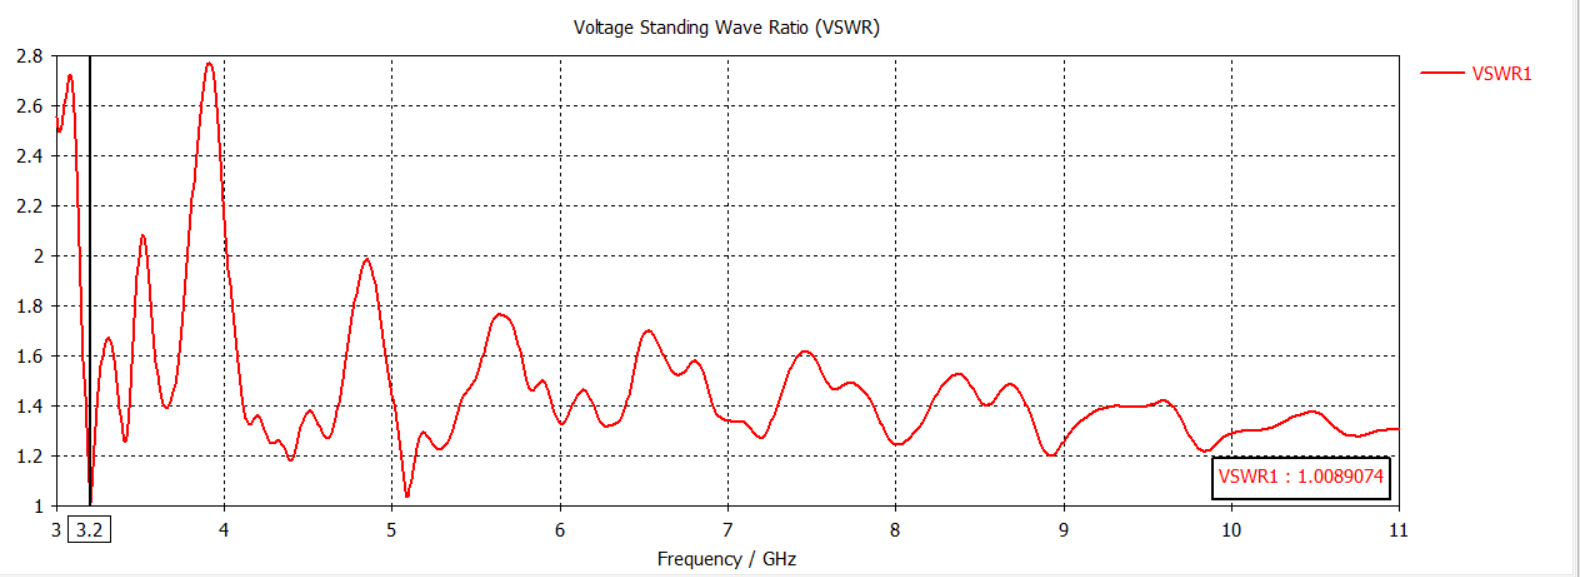 Voltage Standing Wave Ratio (VSWR)
2.8
2.6
2.4
2.2
2
1.8
1.6
1.4
1.2
1
VSWR1
VSWR1 : 1.0089074
3 3.2 4 5 6 7 8 9 10 11
Frequency / GHz